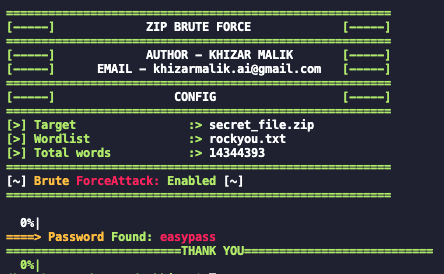 ==========================================================
[-----] ZIP BRUTE FORCE [-----]
==========================================================
[-----] AUTHOR – KHIZAR MALIK [-----]
[-----] EMAIL – khizarmalik.ai@gmail.com [-----]
==========================================================
[-----] CONFIG [-----]
==========================================================
[>] Target :> secret_file.zip
[>] Wordlist :> rockyou.txt
[>] Total words :> 14344393
==========================================================
[~] Brute ForceAttack: Enabled [~]
==========================================================
0%|
====> Password Found: easypass
==========================THANK YOU============================
0%|